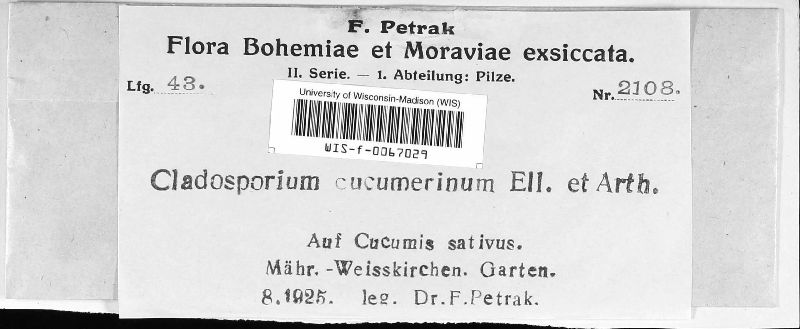 F. Petrak
Flora Bohemiae et Moraviae exsiccata.
II. Serie. — 1. Abteilung: Pilze.
Lfg. 43.
Nr. 2108.
University of Wisconsin-Madison (WIS)
WIS-f-0067029
Cladosporium cucumerinum Ell. et Arth.
Auf Cucumis sativus.
Mähr. -Weisskirchen. Garten.
8.1925. leg. Dr.F.Petrak.